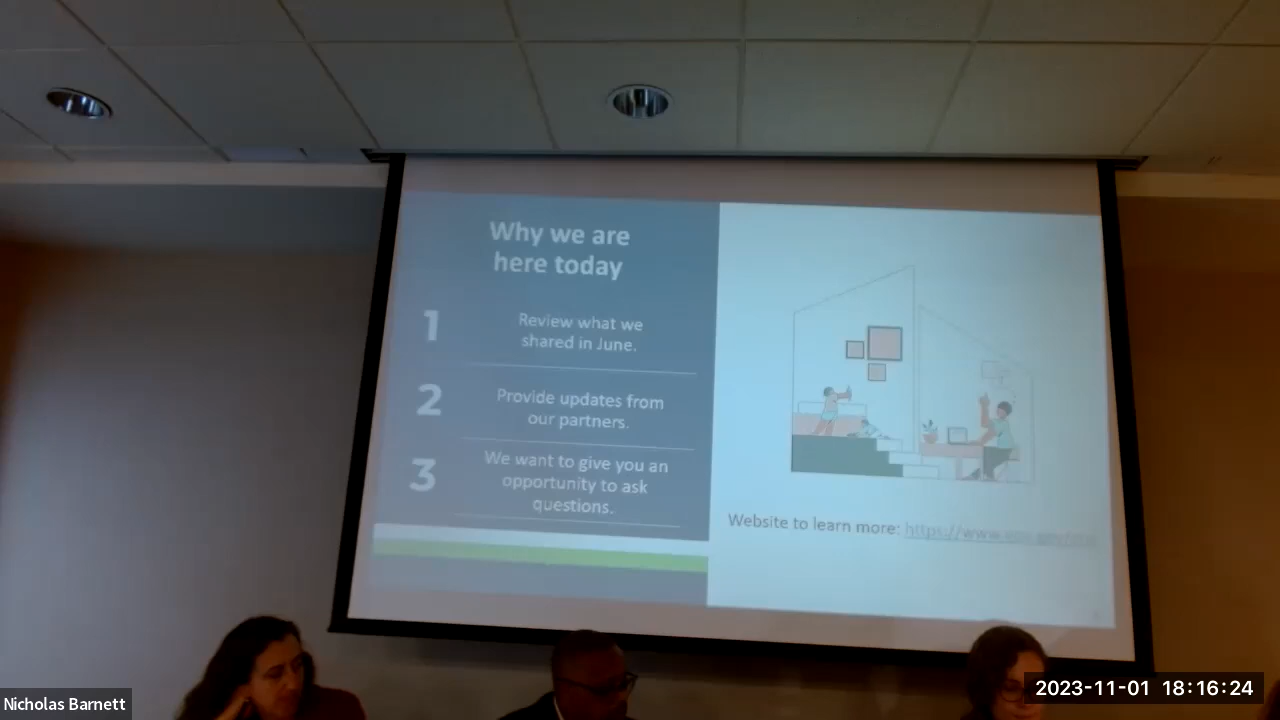 Why we are
here today
1
Review what we
shared in June.
2
Provide updates from
our partners.
3
We want to give you an
opportunity to ask
questions.
Website to learn more: https://www.
Nicholas Barnett
2023-11-01 18:16:24